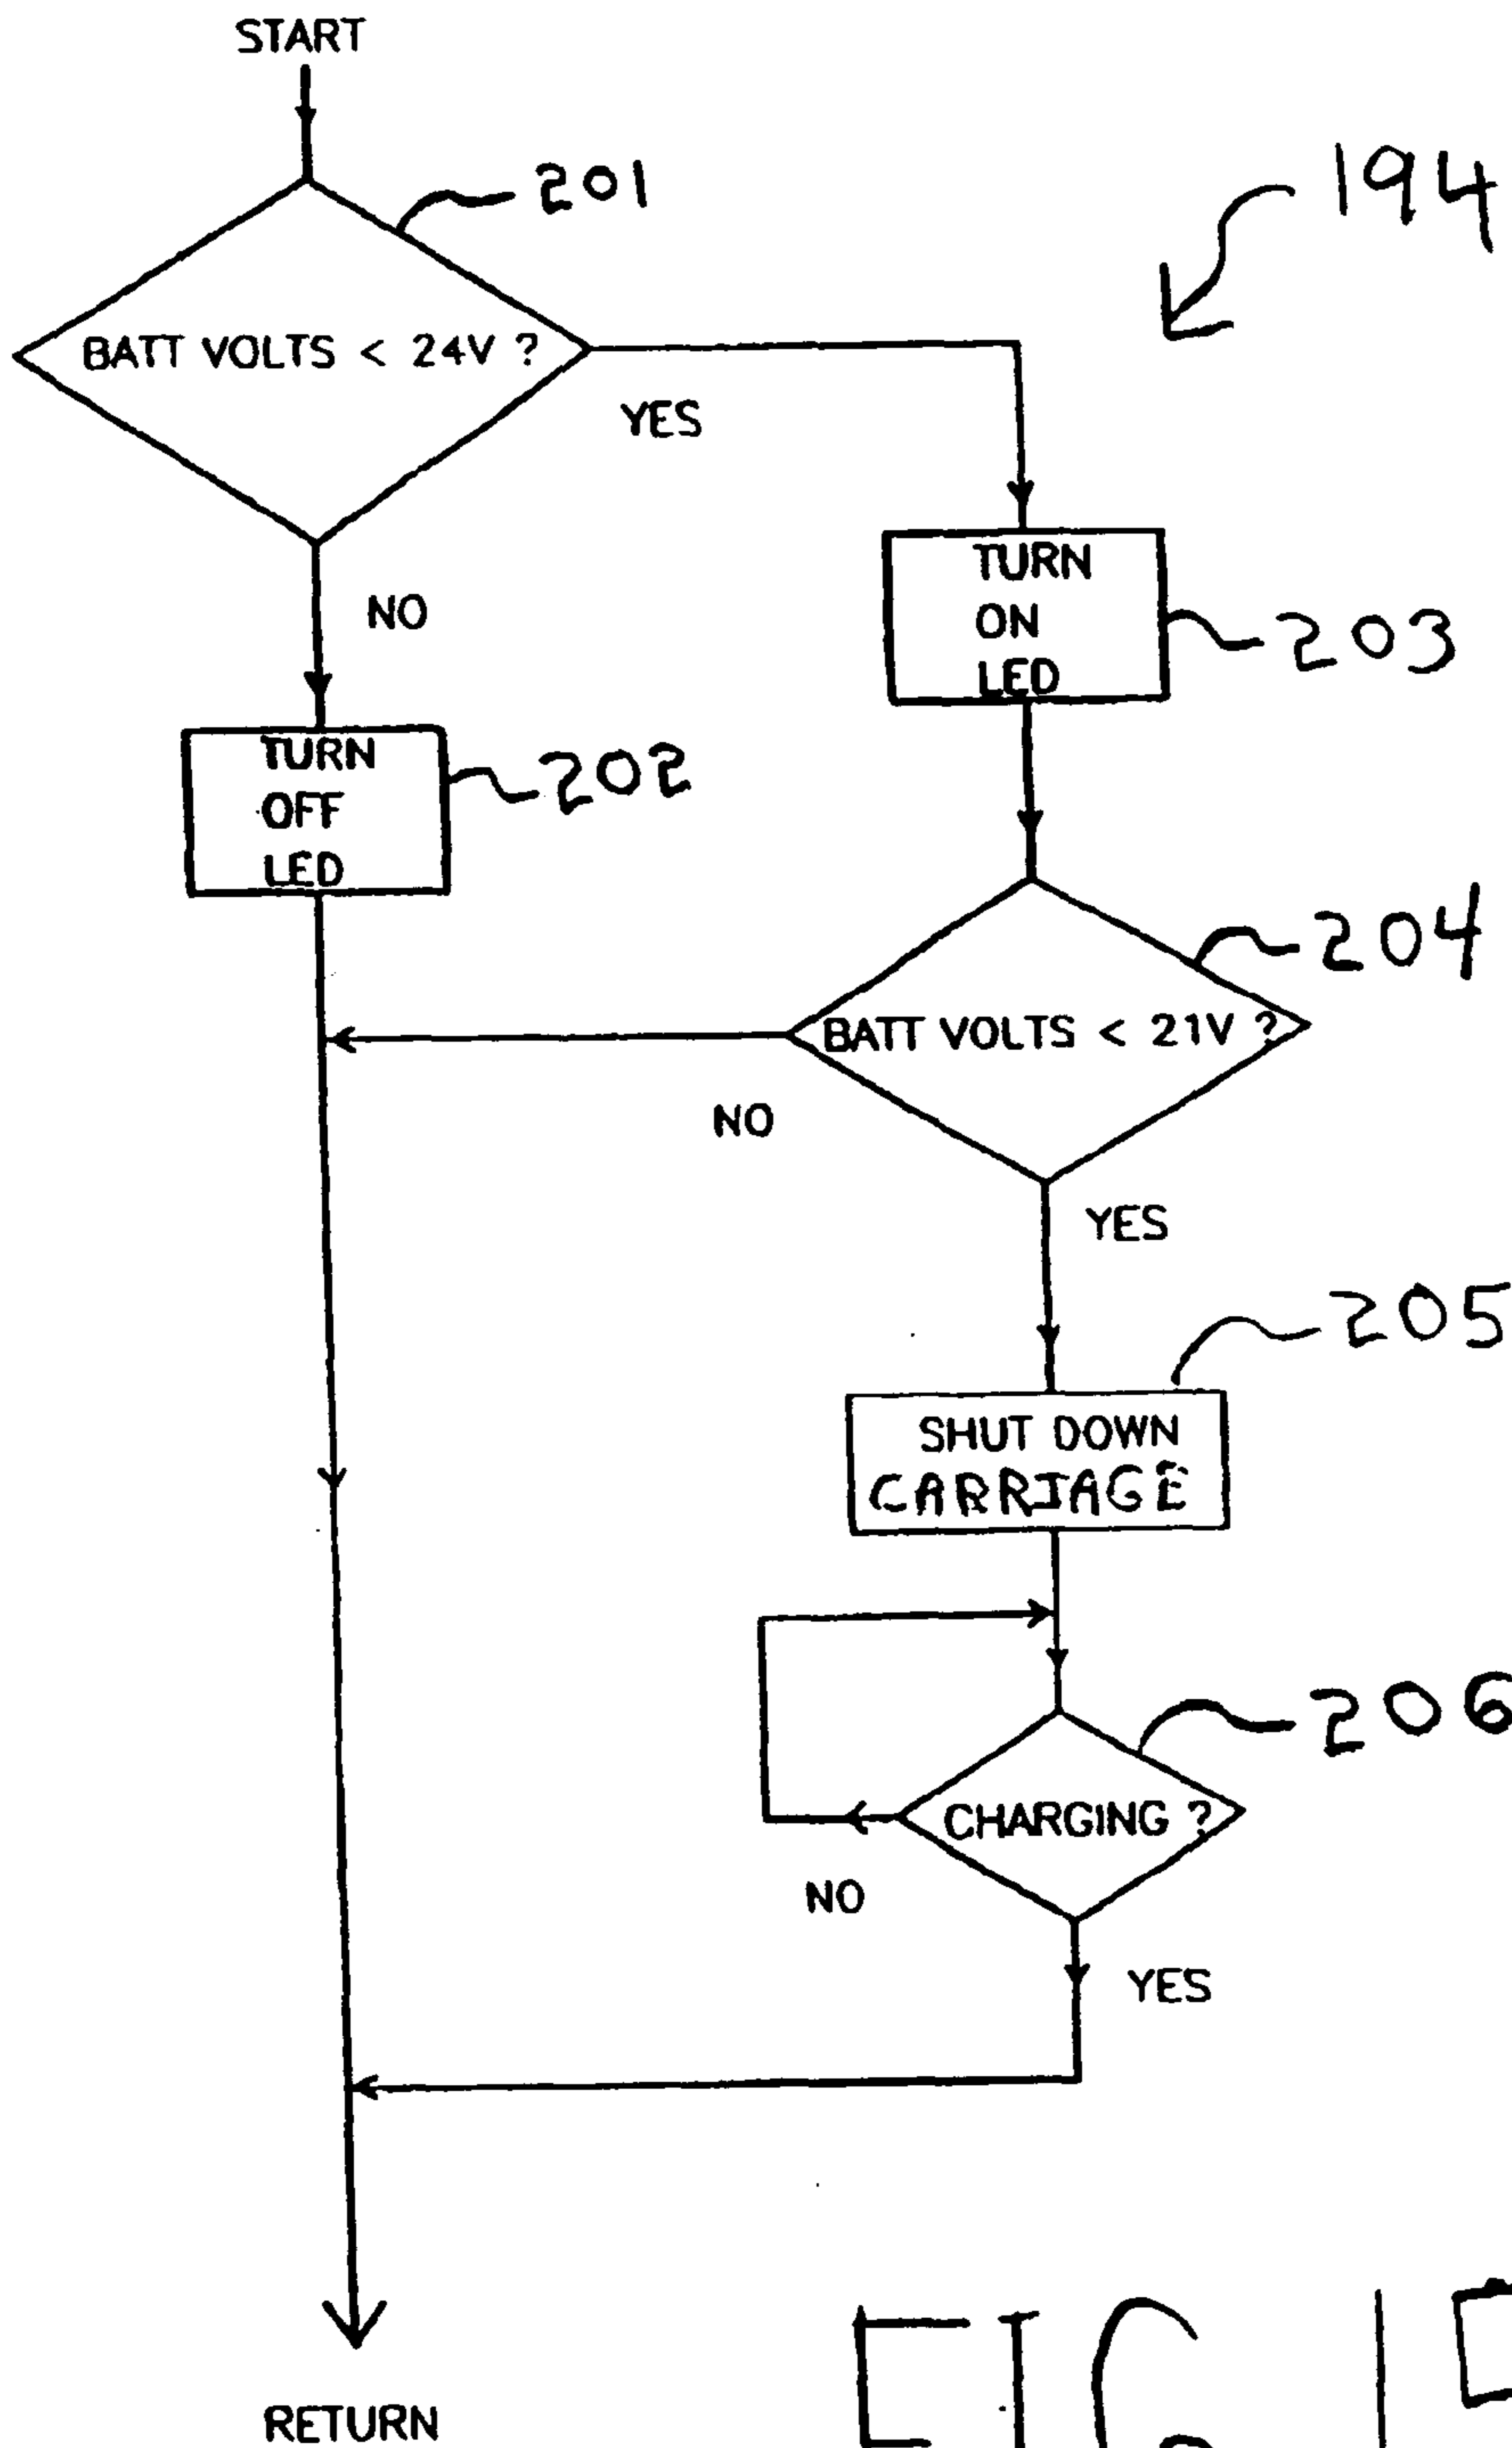 START
201
194
BATT VOLTS < 24V ?
YES
NO
TURN
ON
LED
203
TURN
OFF
LED
202
204
BATT VOLTS < 21V ?
NO
YES
205
SHUT DOWN
CARRIAGE
206
CHARGING ?
NO
YES
RETURN